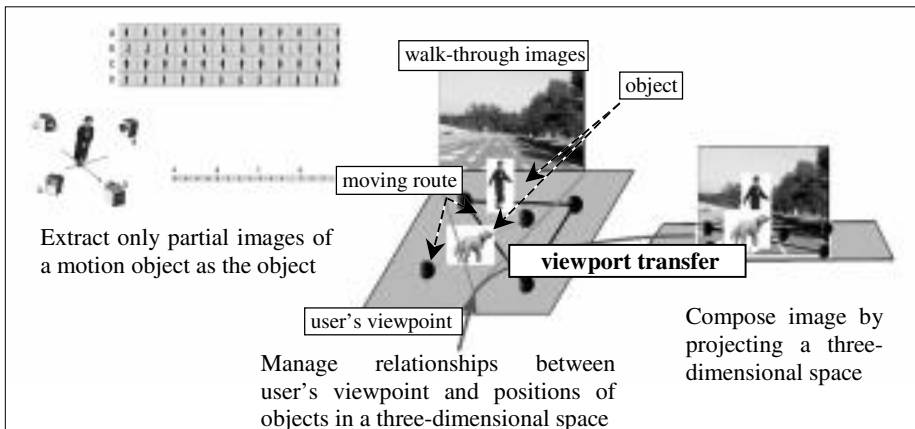 walk-through images
object
moving route
Extract only partial images of
a motion object as the object
viewport transfer
user's viewpoint
Manage relationships between
user's viewpoint and positions of
objects in a three-dimensional space
Compose image by
projecting a three-
dimensional space